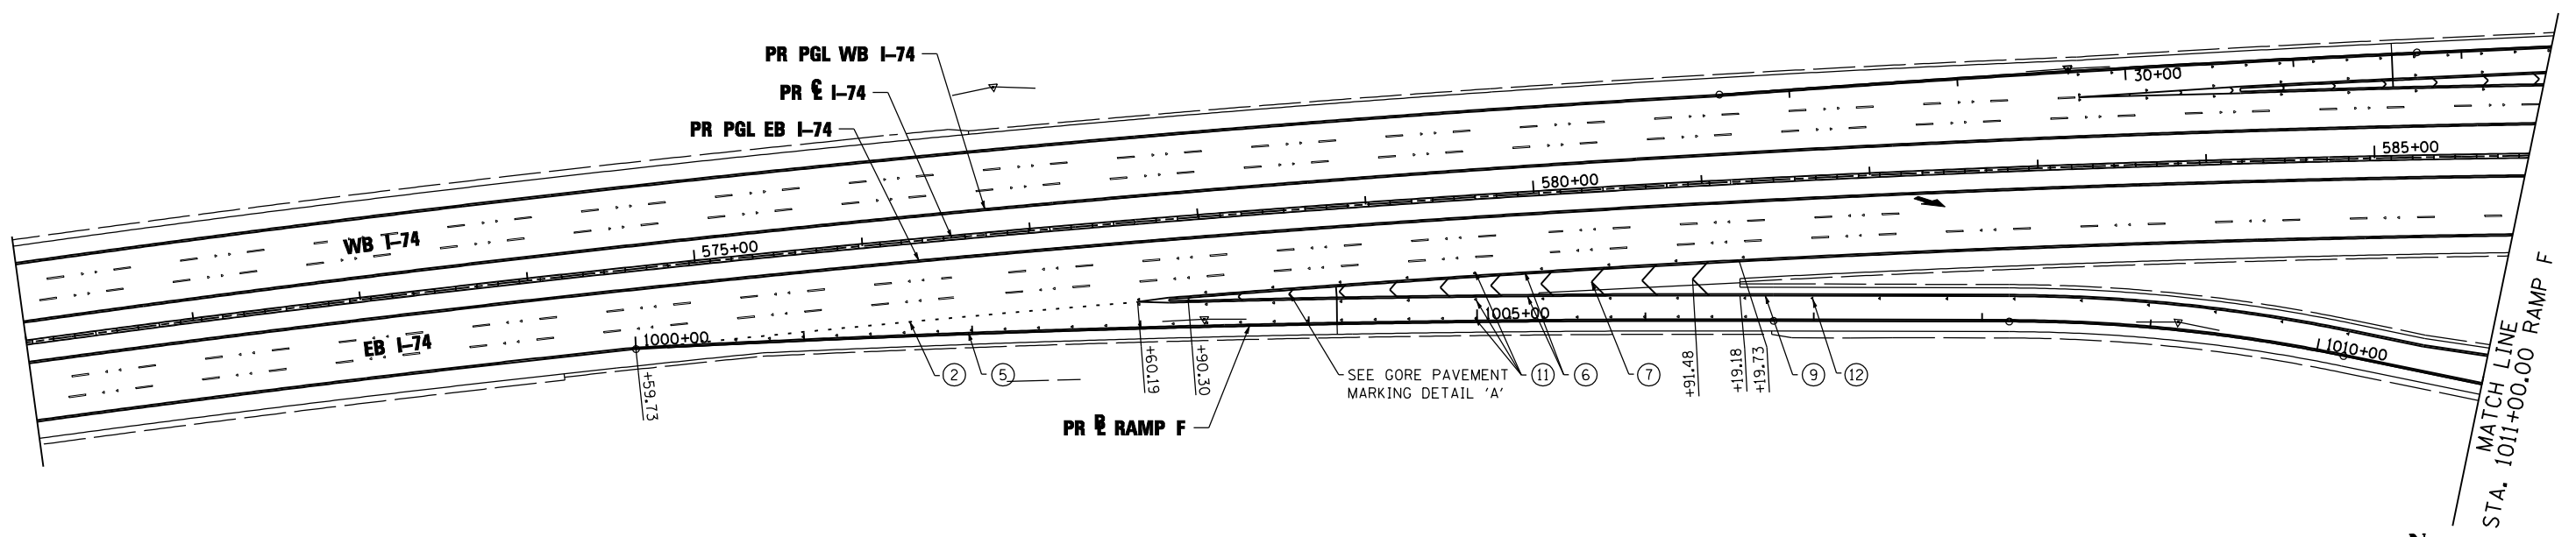 PR PGL WB I-74
PR ℄ I-74
PR PGL EB I-74
30+00
585+00
580+00
575+00
WB I-74
EB I-74
1000+00
1005+00
1010+00
+59.73
+60.19
+90.30
+91.48
+19.18
+19.73
2
5
11
6
7
9
12
SEE GORE PAVEMENT
MARKING DETAIL 'A'
PR BL RAMP F
MATCH LINE
STA. 1011+00.00 RAMP F